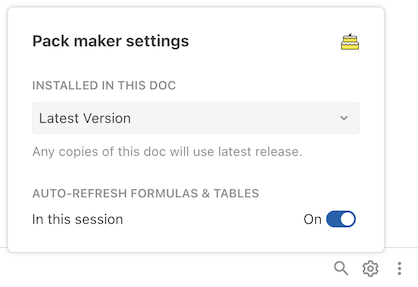 Pack maker settings
INSTALLED IN THIS DOC
Latest Version
Any copies of this doc will use latest release.
AUTO-REFRESH FORMULAS & TABLES
In this session On